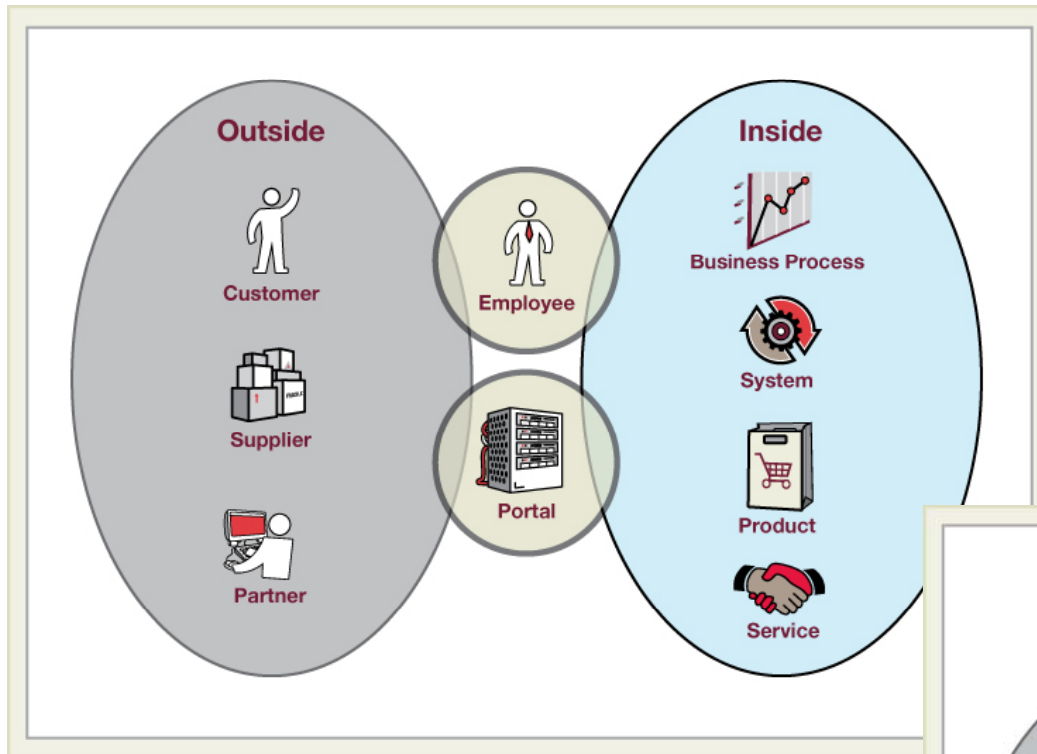 Outside
Customer
Supplier
Partner
Employee
Portal
Inside
Business Process
System
Product
Service